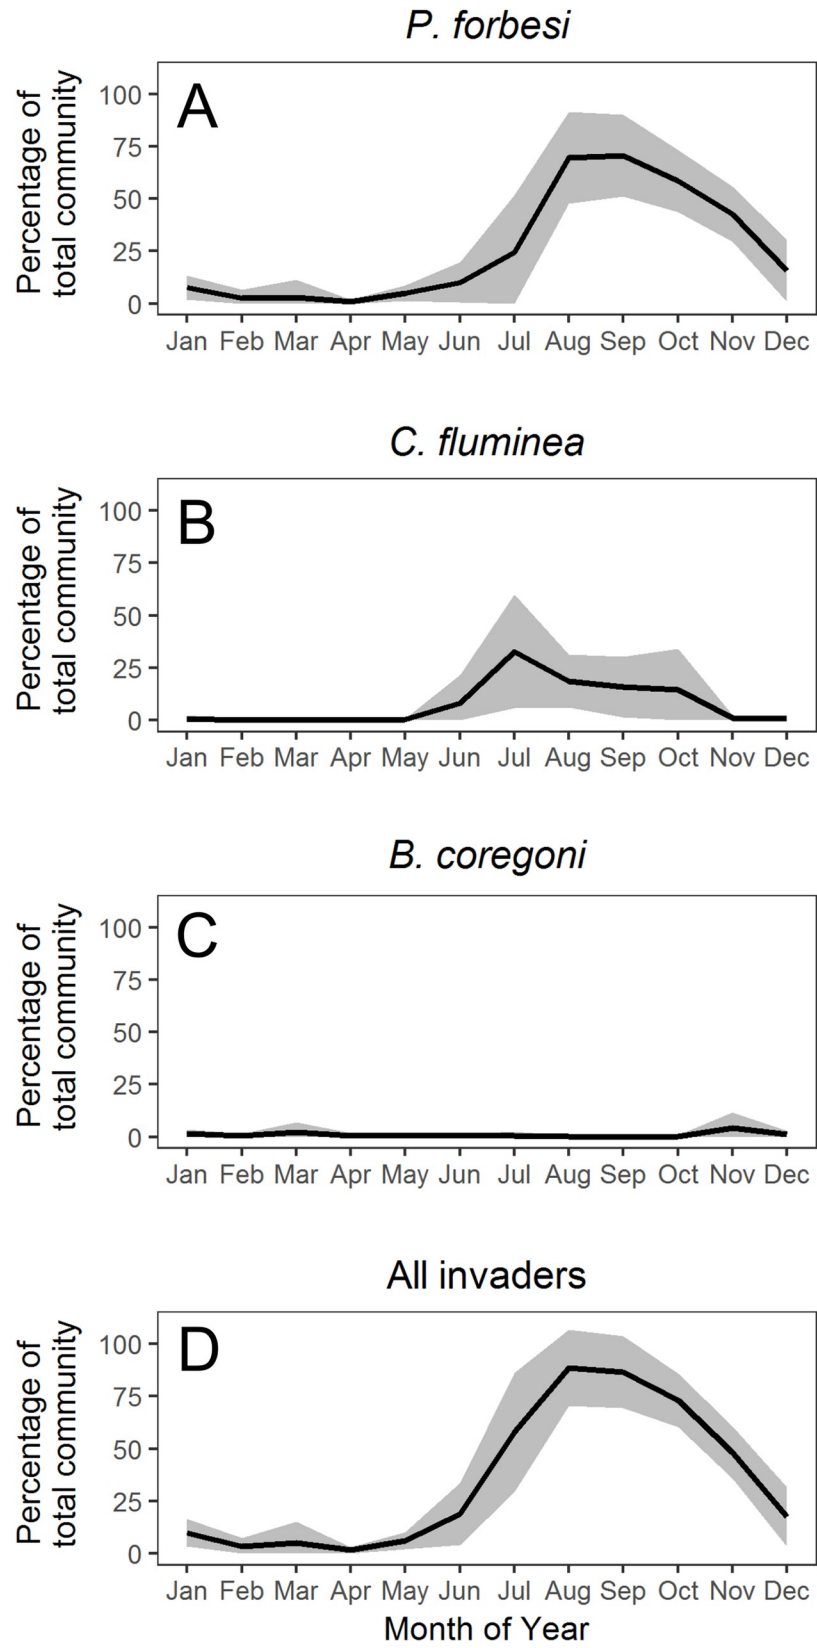 P. forbesi
A
Percentage of
total community
100
75
50
25
0
Jan Feb Mar Apr May Jun Jul Aug Sep Oct Nov Dec
C. fluminea
B
Percentage of
total community
100
75
50
25
0
Jan Feb Mar Apr May Jun Jul Aug Sep Oct Nov Dec
B. coregoni
C
Percentage of
total community
100
75
50
25
0
Jan Feb Mar Apr May Jun Jul Aug Sep Oct Nov Dec
All invaders
D
Percentage of
total community
100
75
50
25
0
Jan Feb Mar Apr May Jun Jul Aug Sep Oct Nov Dec
Month of Year